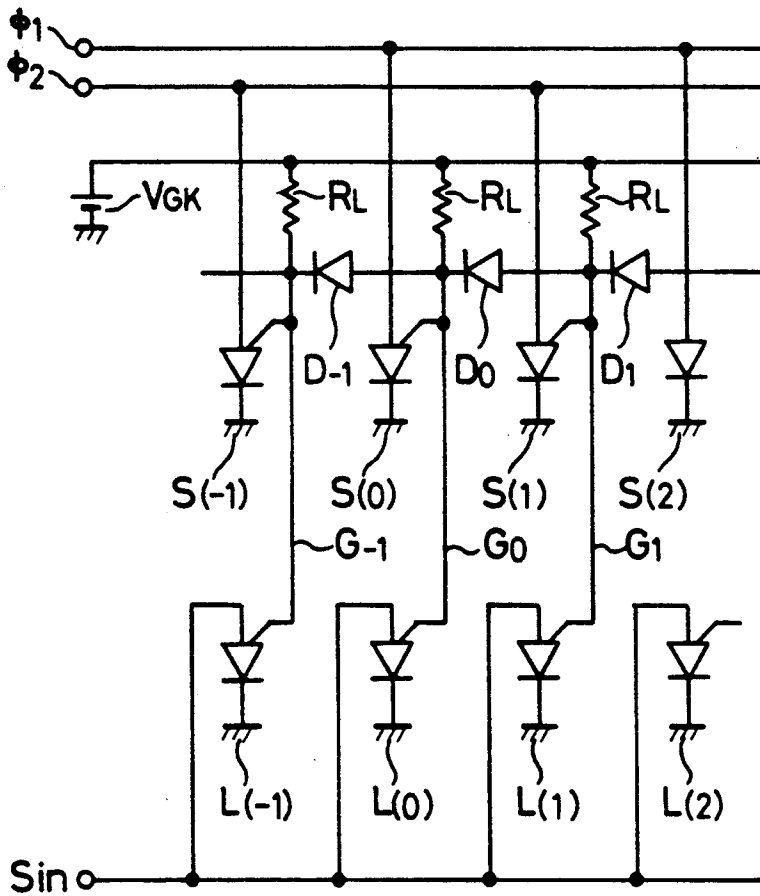 ϕ1
ϕ2
VGK RL RL RL
D-1 D0 D1
S(-1) S(0) S(1) S(2)
G-1 G0 G1
L(-1) L(0) L(1) L(2)
Sin